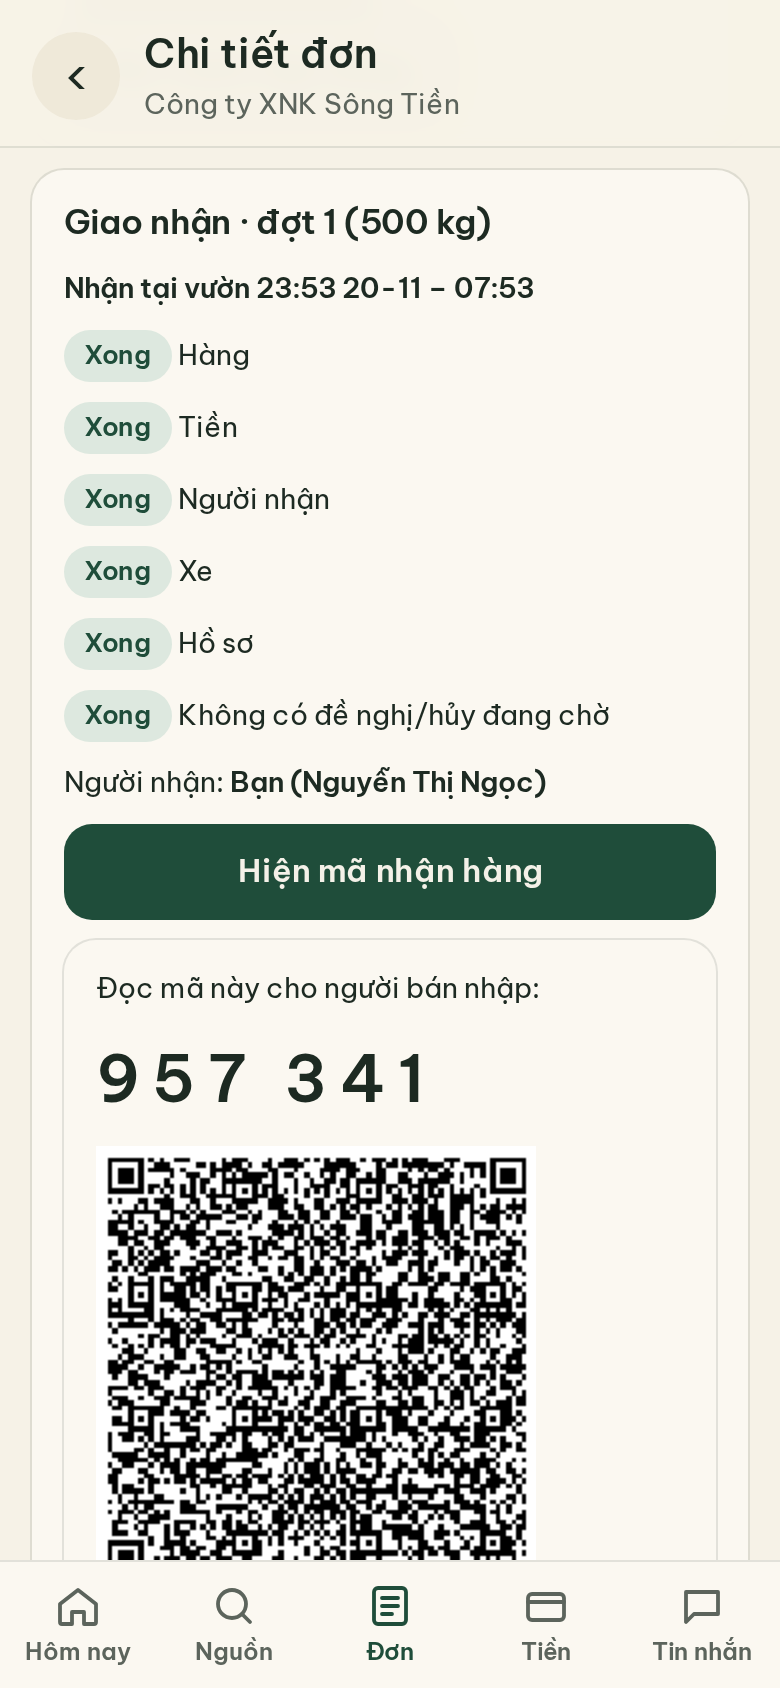 Chi tiết đơn
Công ty XNK Sông Tiền
Giao nhận · đợt 1 (500 kg)
Nhận tại vườn 23:53 20-11 – 07:53
Xong Hàng
Xong Tiền
Xong Người nhận
Xong Xe
Xong Hồ sơ
Xong Không có đề nghị/hủy đang chờ
Người nhận: Bạn (Nguyễn Thị Ngọc)
Hiện mã nhận hàng
Đọc mã này cho người bán nhập:
957 341
Hôm nay Nguồn Đơn Tiền Tin nhắn